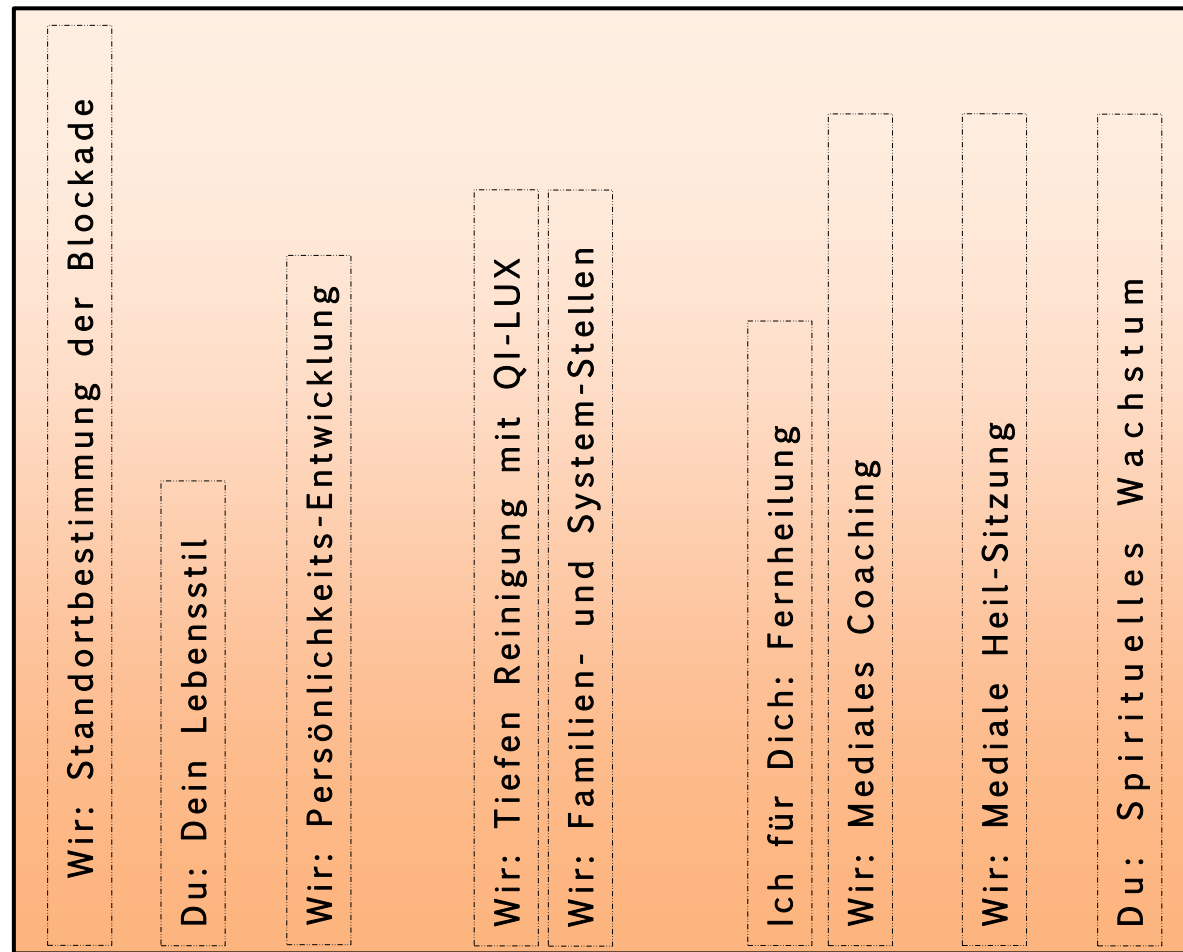 Wir: Standortbestimmung der Blockade
Du: Dein Lebensstil
Wir: Persönlichkeits-Entwicklung
Wir: Tiefen Reinigung mit QI-LUX
Wir: Familien- und System-Stellen
Ich für Dich: Fernheilung
Wir: Mediales Coaching
Wir: Mediale Heil-Sitzung
Du: Spirituelles Wachstum